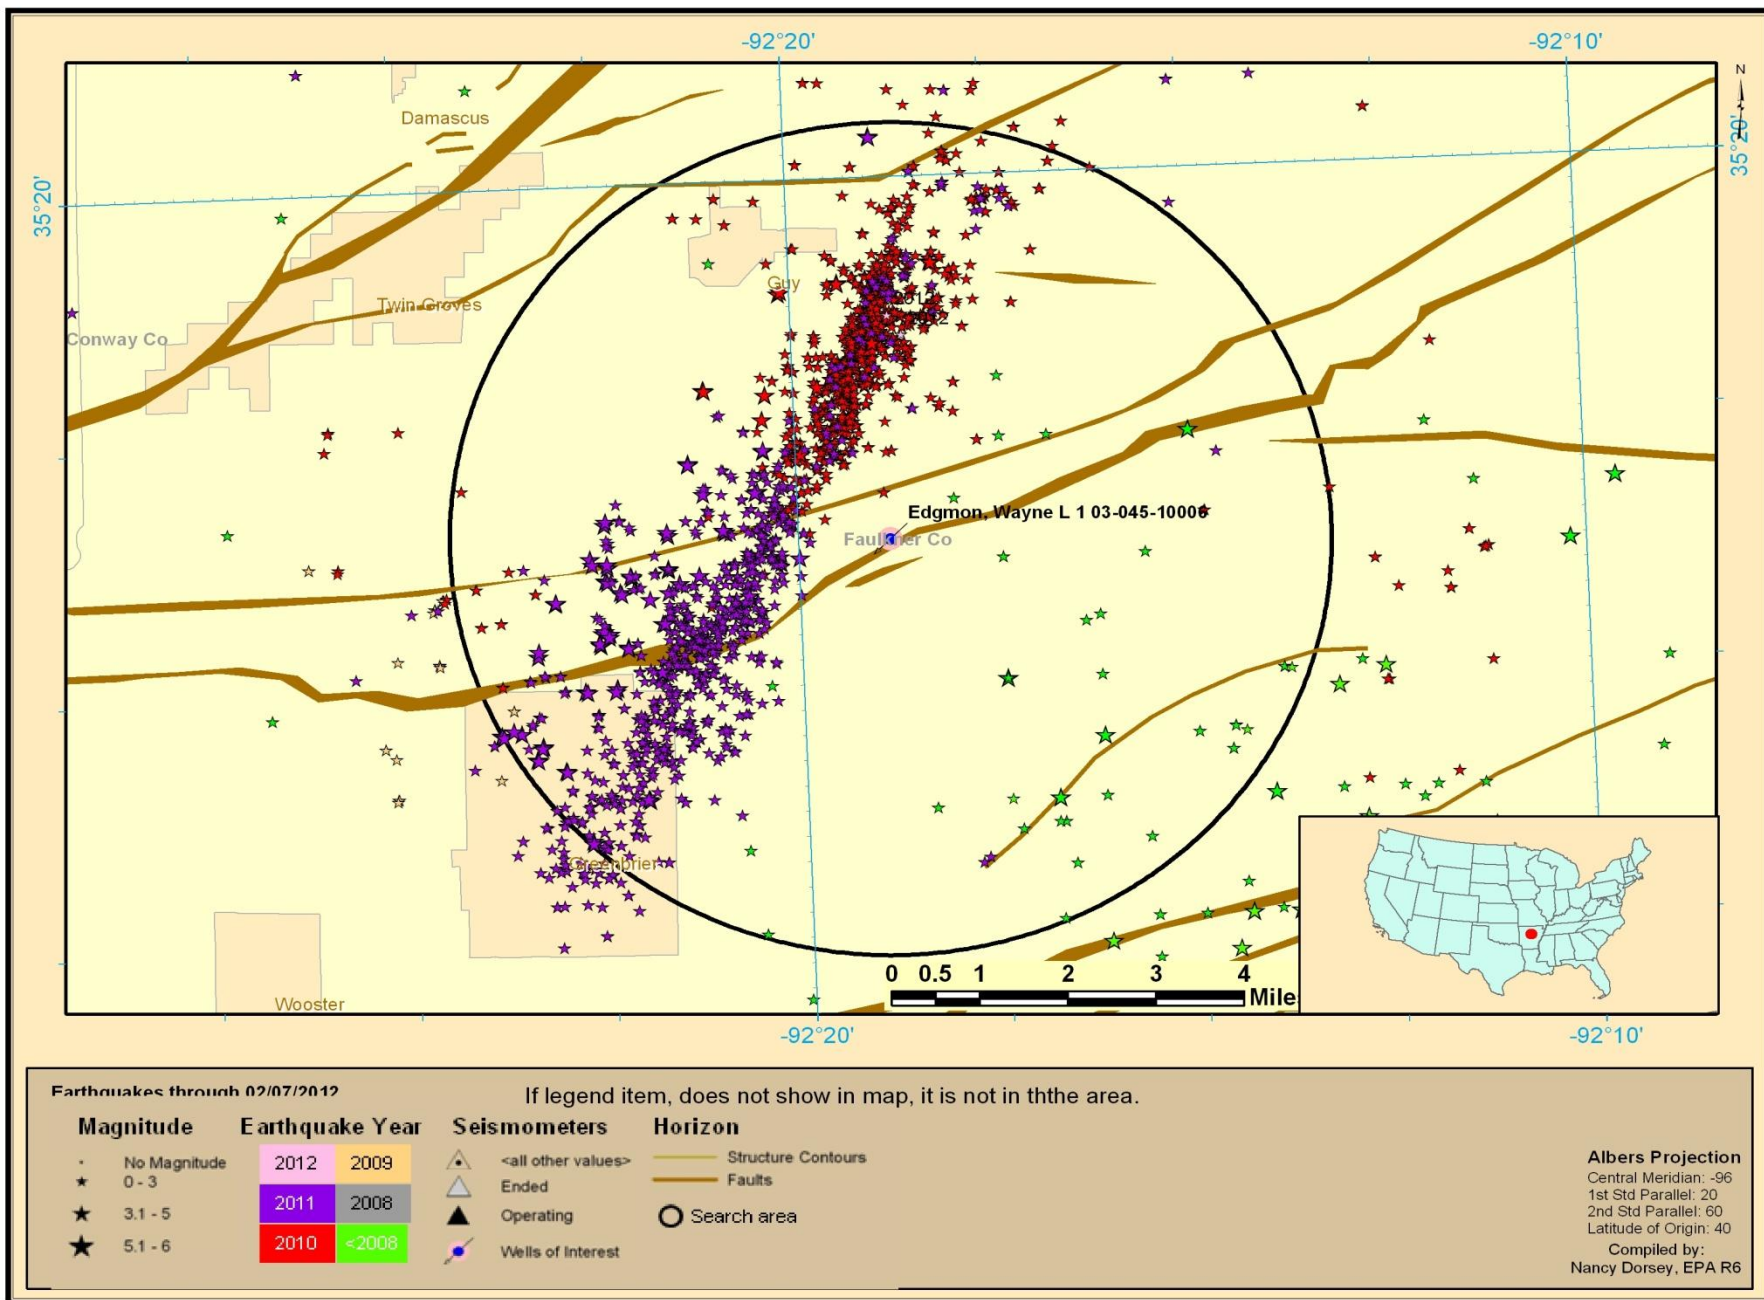 -92°20'
-92°10'
N
35°20'
35°20'
Damascus
Guy
Twin Groves
Conway Co
Edgmon, Wayne L 1 03-045-10006
Faulkner Co
Greenbrier
Wooster
0 0.5 1 2 3 4
Miles
-92°20'
-92°10'
Earthquakes through 02/07/2012
If legend item, does not show in map, it is not in ththe area.
Magnitude
No Magnitude
0 - 3
3.1 - 5
5.1 - 6
Earthquake Year
2012 2009
2011 2008
2010 <2008
Seismometers
<all other values>
Ended
Operating
Wells of Interest
Horizon
Structure Contours
Faults
Search area
Albers Projection
Central Meridian: -96
1st Std Parallel: 20
2nd Std Parallel: 60
Latitude of Origin: 40
Compiled by:
Nancy Dorsey, EPA R6